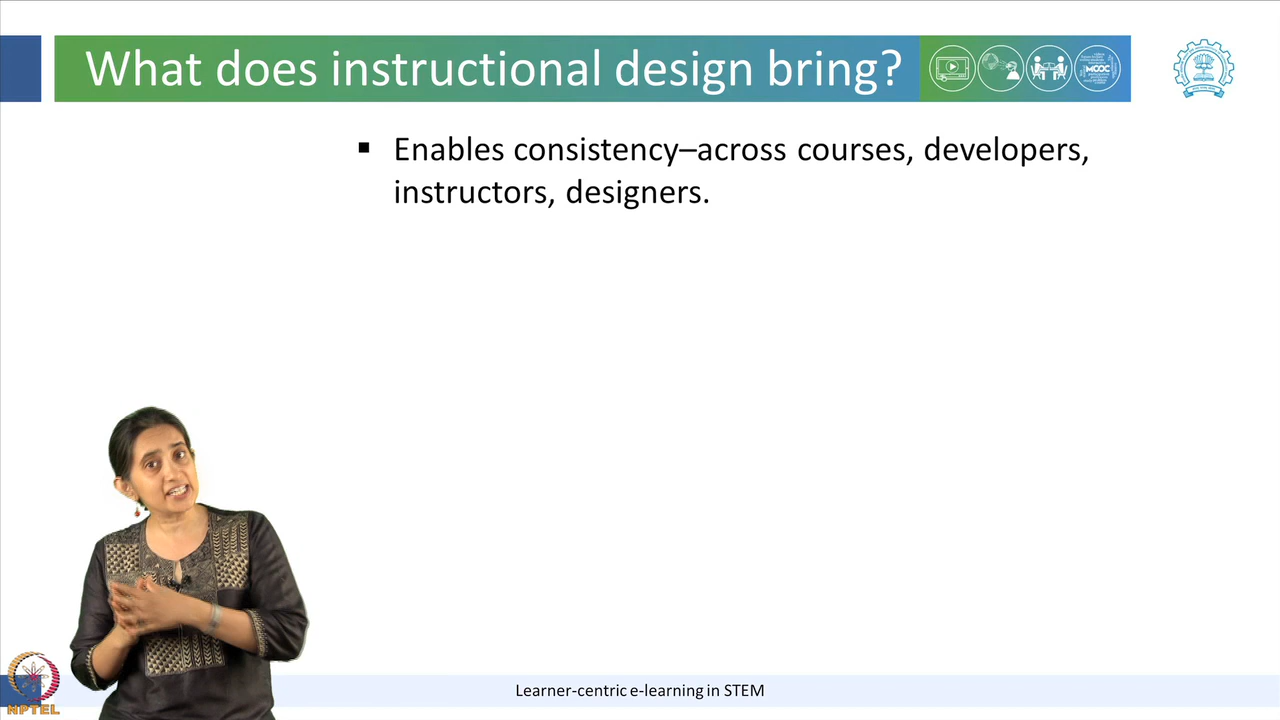 What does instructional design bring?
MOOC
▪ Enables consistency–across courses, developers,
instructors, designers.
Learner-centric e-learning in STEM
NPTEL